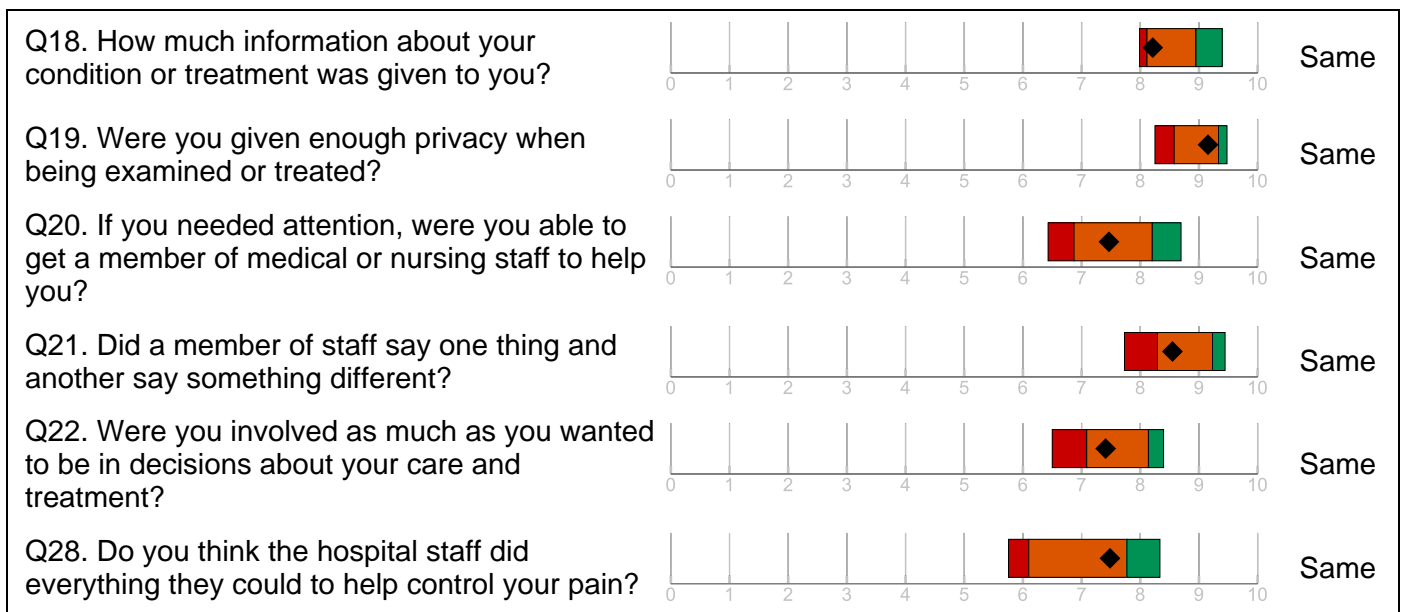 Q18. How much information about your
condition or treatment was given to you?
0 1 2 3 4 5 6 7 8 9 10
Same
Q19. Were you given enough privacy when
being examined or treated?
0 1 2 3 4 5 6 7 8 9 10
Same
Q20. If you needed attention, were you able to
get a member of medical or nursing staff to help
you?
0 1 2 3 4 5 6 7 8 9 10
Same
Q21. Did a member of staff say one thing and
another say something different?
0 1 2 3 4 5 6 7 8 9 10
Same
Q22. Were you involved as much as you wanted
to be in decisions about your care and
treatment?
0 1 2 3 4 5 6 7 8 9 10
Same
Q28. Do you think the hospital staff did
everything they could to help control your pain?
0 1 2 3 4 5 6 7 8 9 10
Same